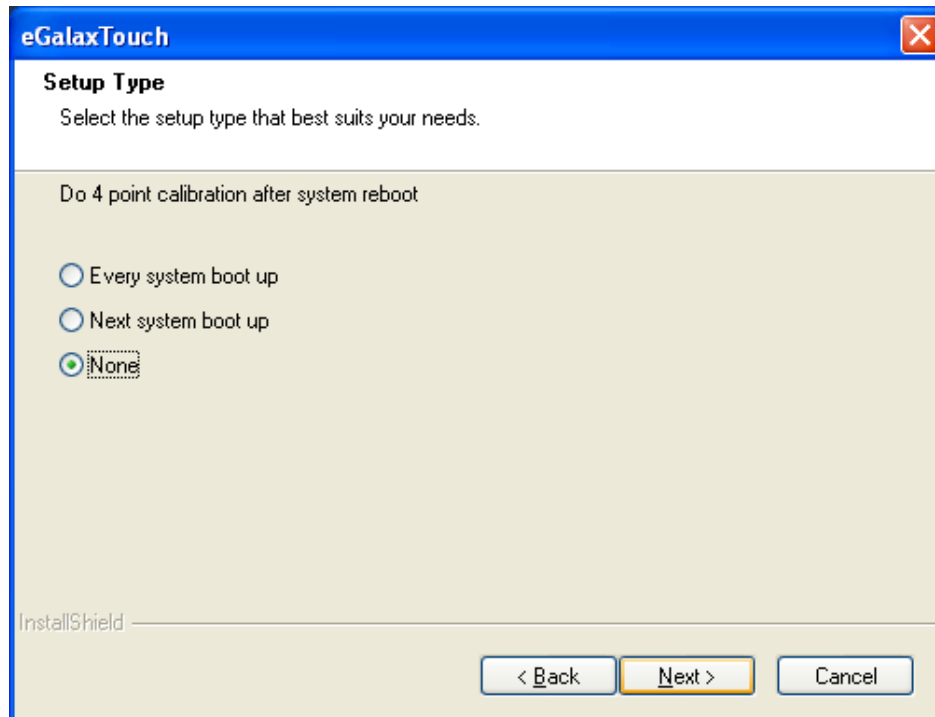 eGalaxTouch
Setup Type
Select the setup type that best suits your needs.
Do 4 point calibration after system reboot
Every system boot up
Next system boot up
None
InstallShield
< Back Next > Cancel